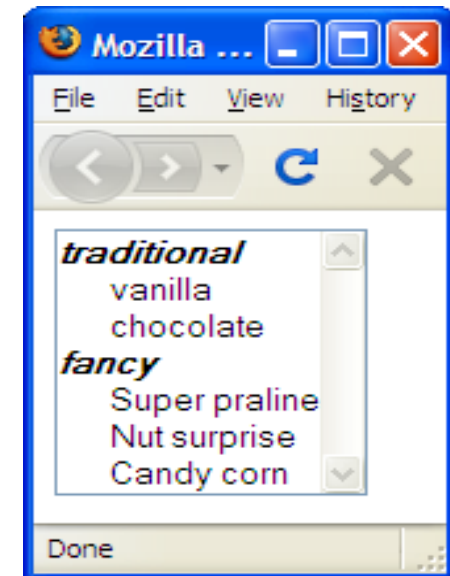 Mozilla ...
File Edit View History
traditional
vanilla
chocolate
fancy
Super praline
Nut surprise
Candy corn
Done